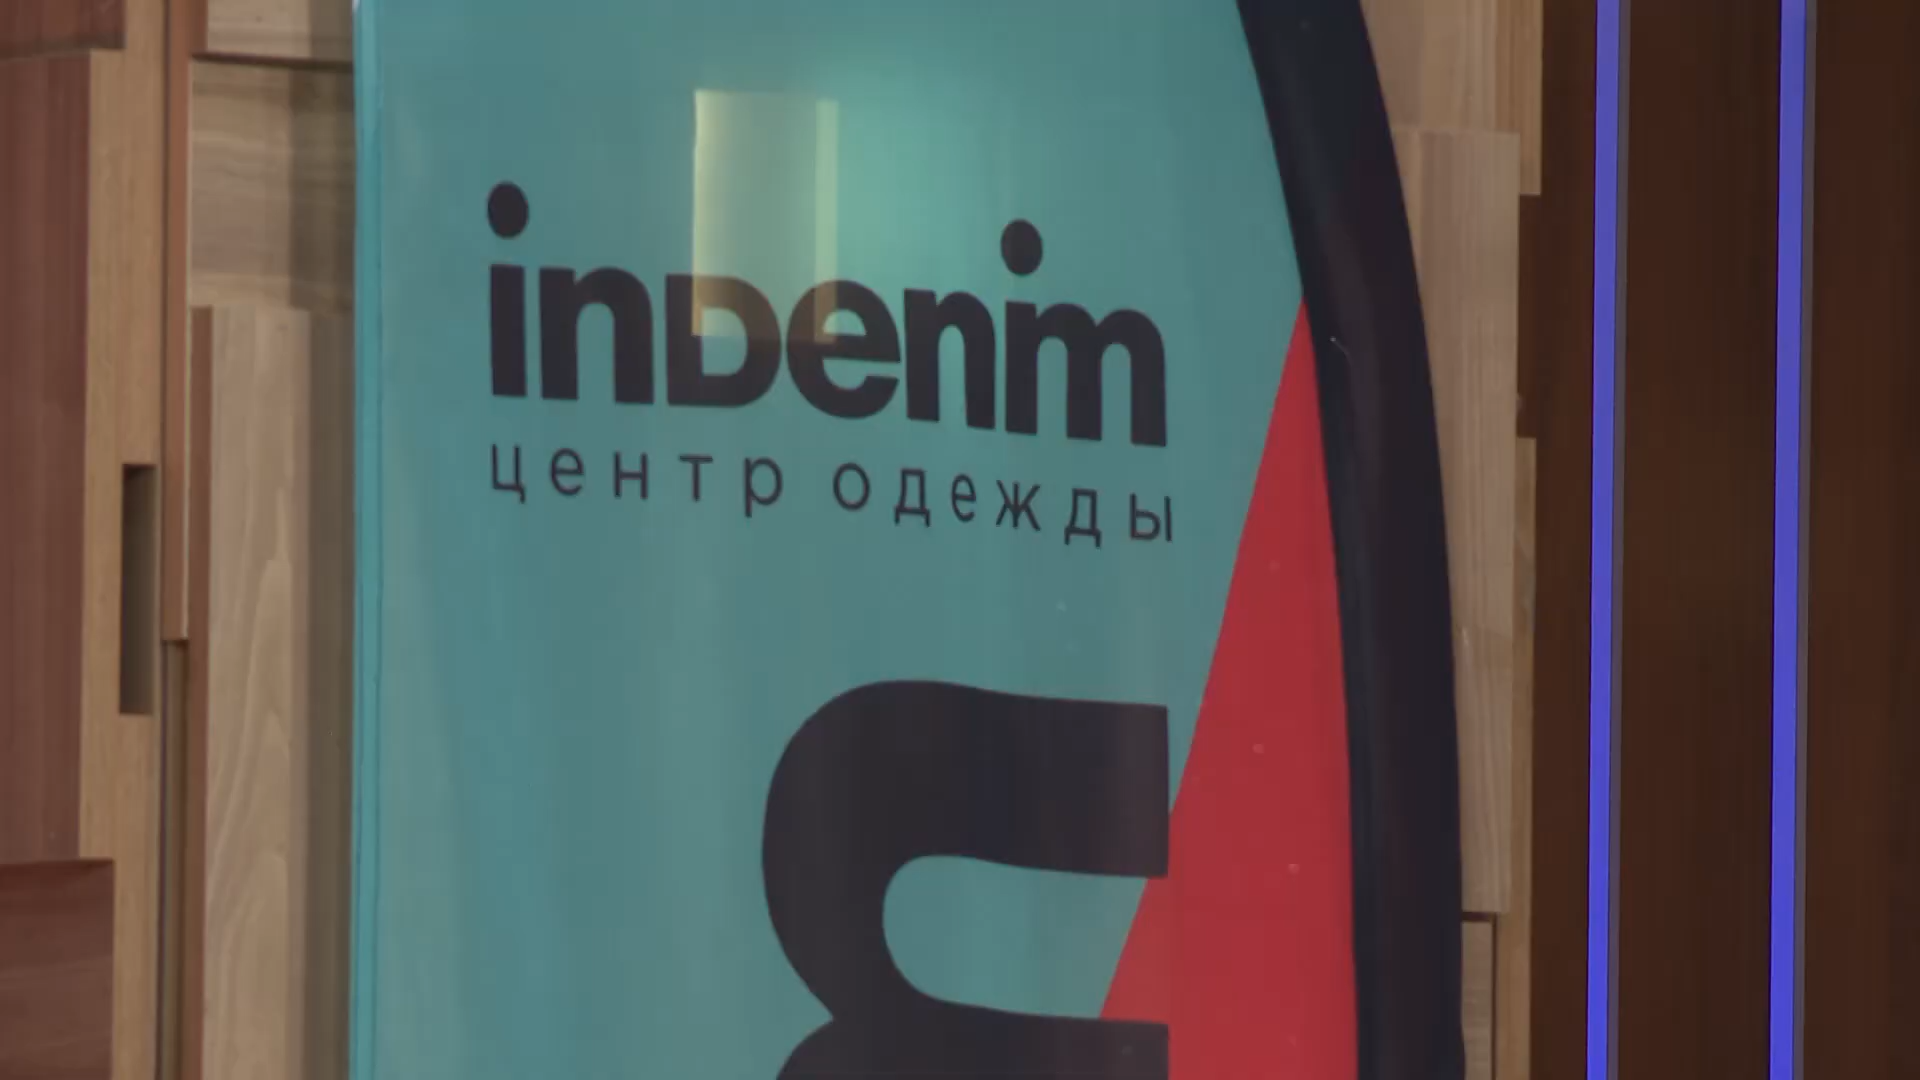 inDenim
центр одежды